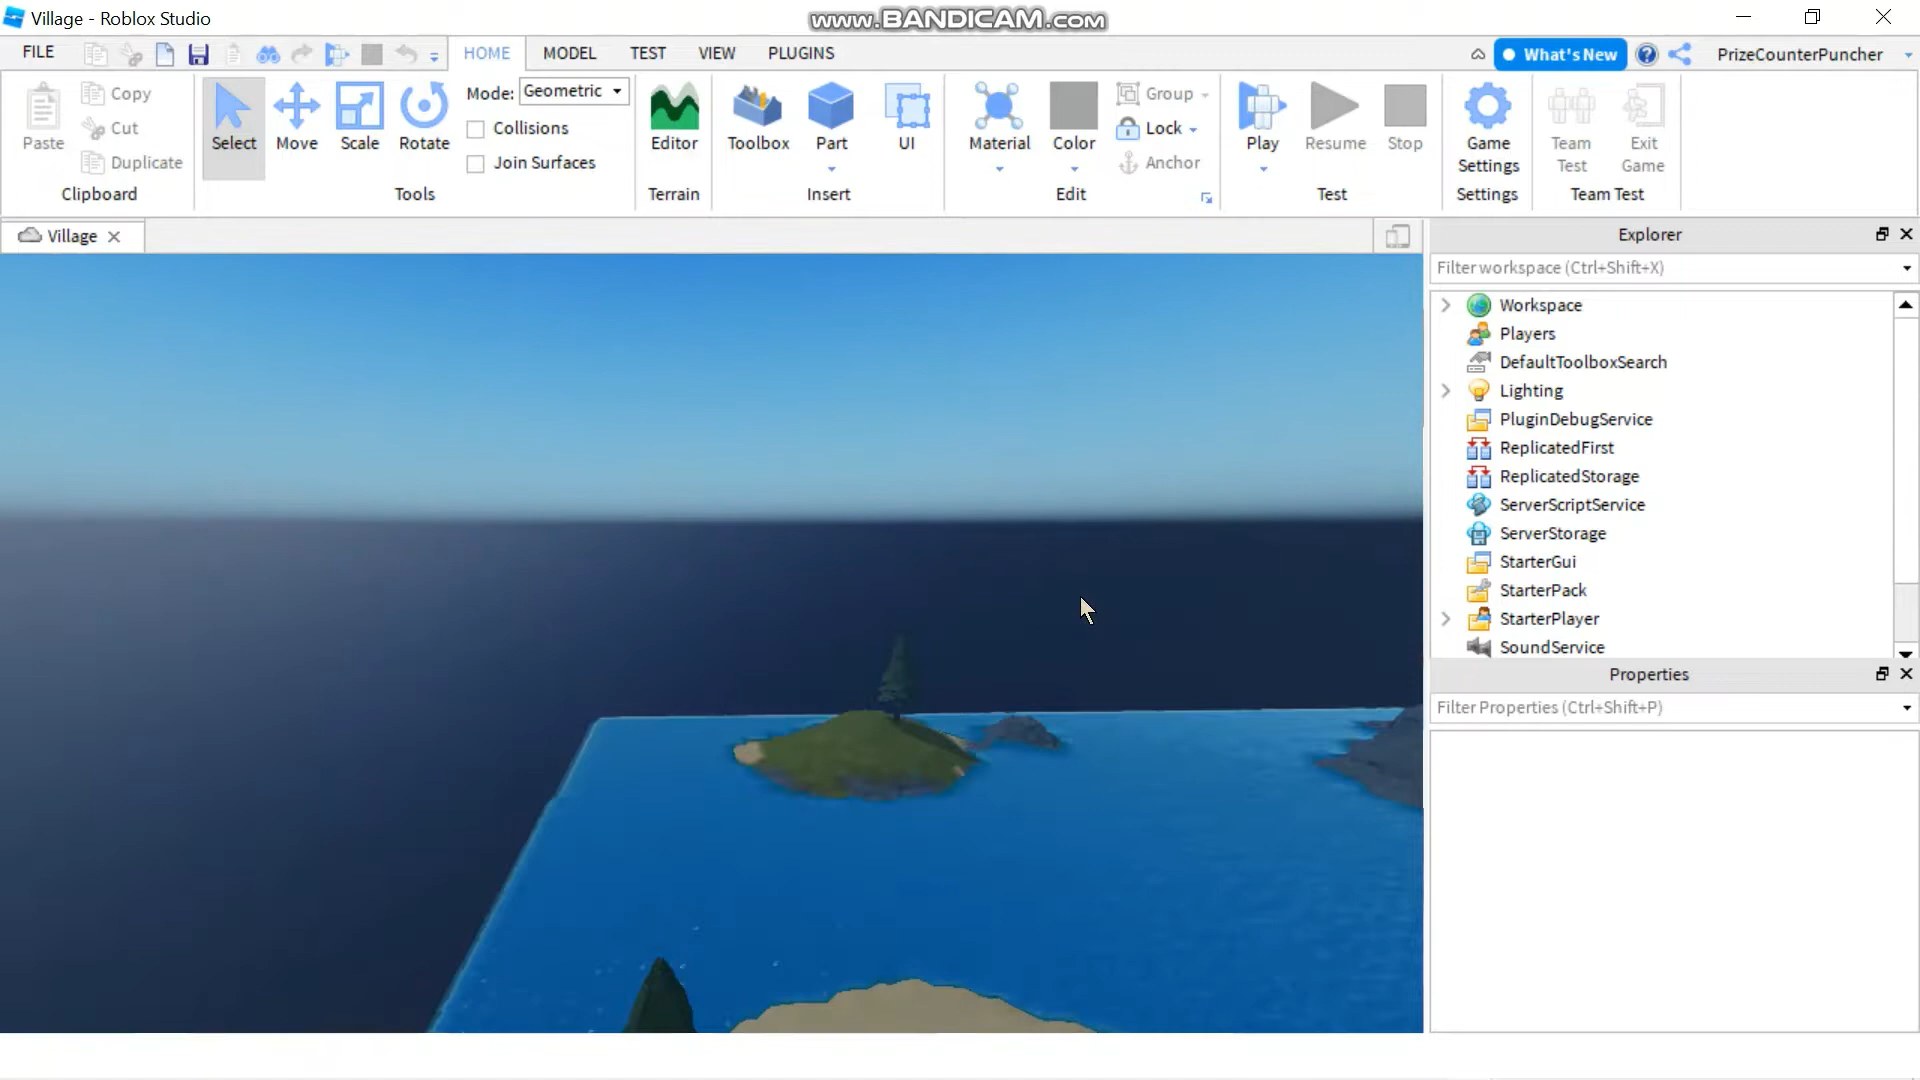 Village - Roblox Studio
www.BANDICAM.com
FILE
HOME
MODEL
TEST
VIEW
PLUGINS
What's New
PrizeCounterPuncher
Paste
Copy
Cut
Duplicate
Clipboard
Select
Move
Scale
Rotate
Mode: Geometric
Collisions
Join Surfaces
Tools
Editor
Terrain
Toolbox
Part
UI
Insert
Material
Color
Group
Lock
Anchor
Edit
Play
Resume
Stop
Test
Game
Settings
Settings
Team
Test
Exit
Game
Team Test
Village
Explorer
Filter workspace (Ctrl+Shift+X)
Workspace
Players
DefaultToolboxSearch
Lighting
PluginDebugService
ReplicatedFirst
ReplicatedStorage
ServerScriptService
ServerStorage
StarterGui
StarterPack
StarterPlayer
SoundService
Properties
Filter Properties (Ctrl+Shift+P)